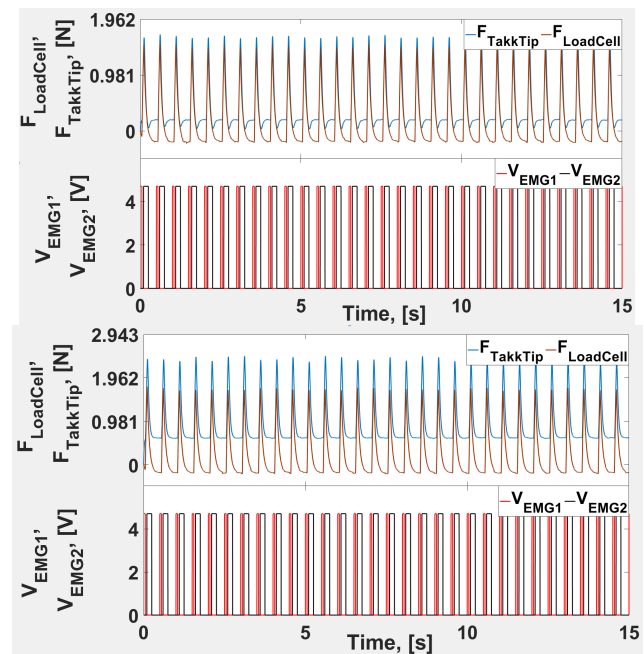 1.962
F_TakkTip F_LoadCell
0.981
0
F_LoadCell,
F_TakkTip, [N]
V_EMG1 V_EMG2
4
2
0
V_EMG1,
V_EMG2, [V]
0 5 10 15
Time, [s]
2.943
F_TakkTip F_LoadCell
1.962
0.981
0
F_LoadCell,
F_TakkTip, [N]
V_EMG1 V_EMG2
4
2
0
V_EMG1,
V_EMG2, [V]
0 5 10 15
Time, [s]